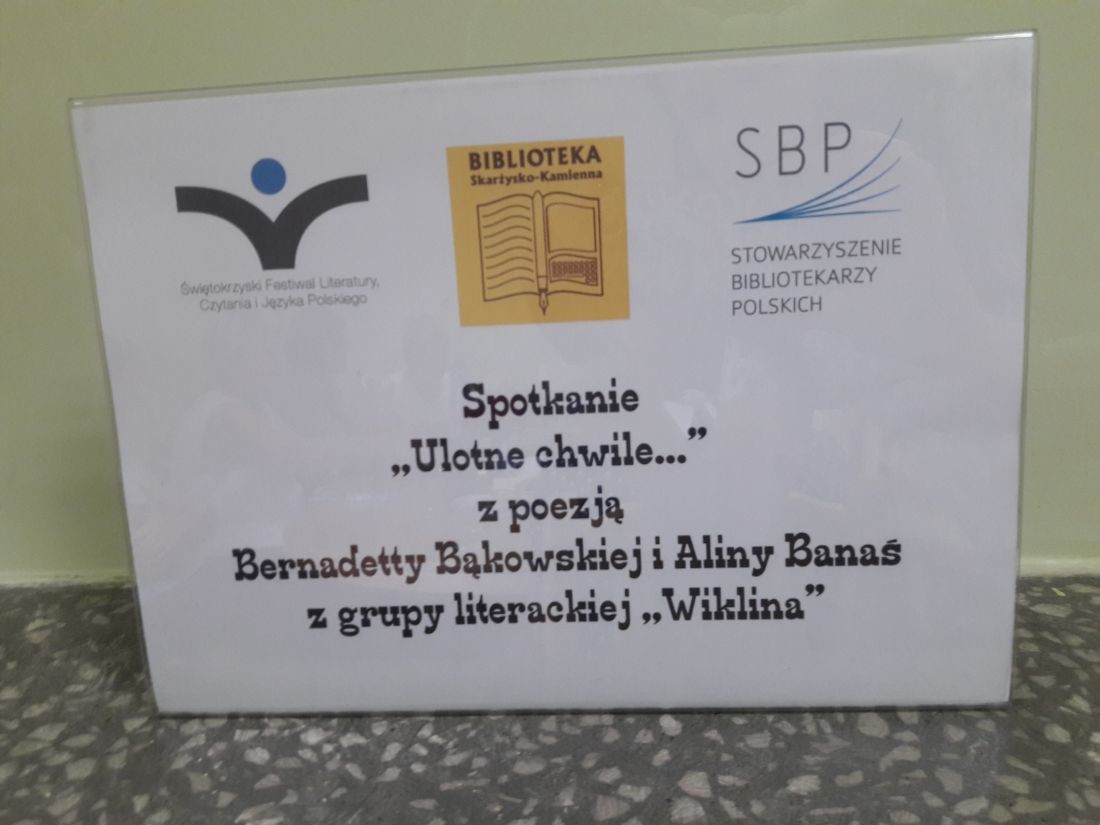 Świętokrzyski Festiwal Literatury,
Czytania i Języka Polskiego
BIBLIOTEKA
Skarżysko-Kamienna
SBP
STOWARZYSZENIE
BIBLIOTEKARZY
POLSKICH
Spotkanie
„Ulotne chwile...”
z poezją
Bernadetty Bąkowskiej i Aliny Banaś
z grupy literackiej „Wiklina”